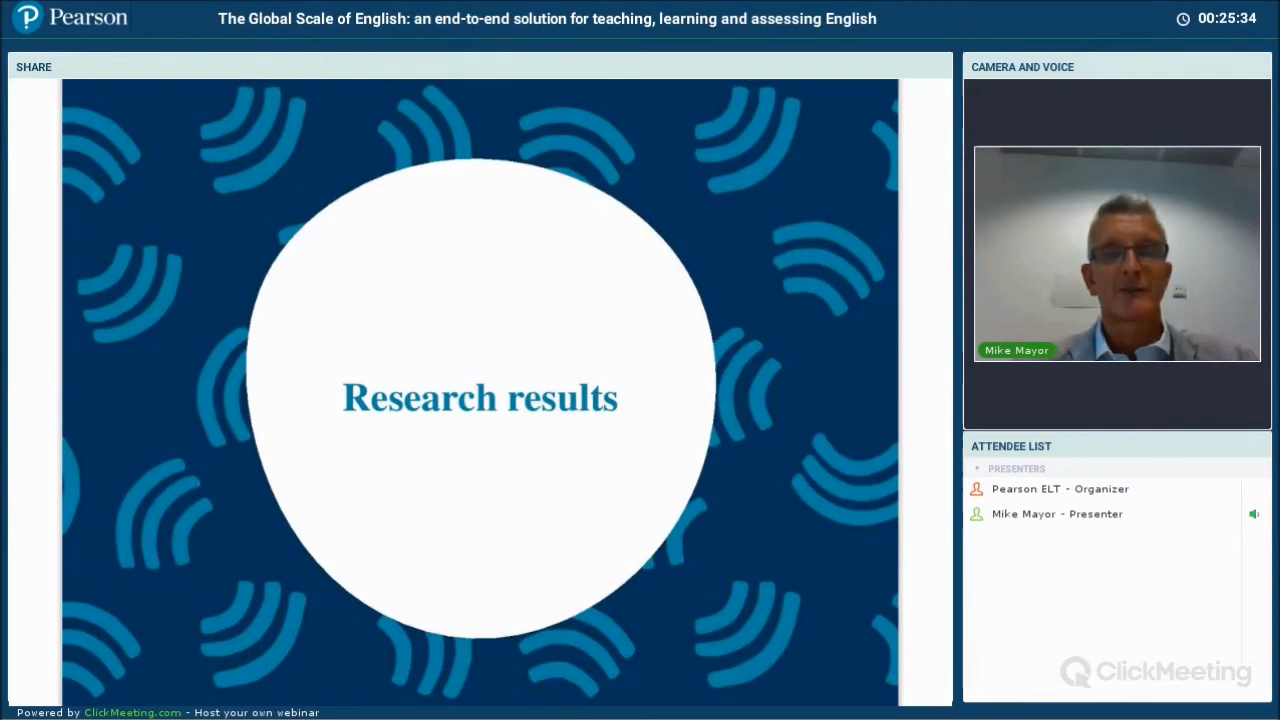 Pearson
The Global Scale of English: an end-to-end solution for teaching, learning and assessing English
00:25:34
SHARE
Research results
CAMERA AND VOICE
Mike Mayor
ATTENDEE LIST
PRESENTERS
Pearson ELT - Organizer
Mike Mayor - Presenter
ClickMeeting
Powered by ClickMeeting.com - Host your own webinar